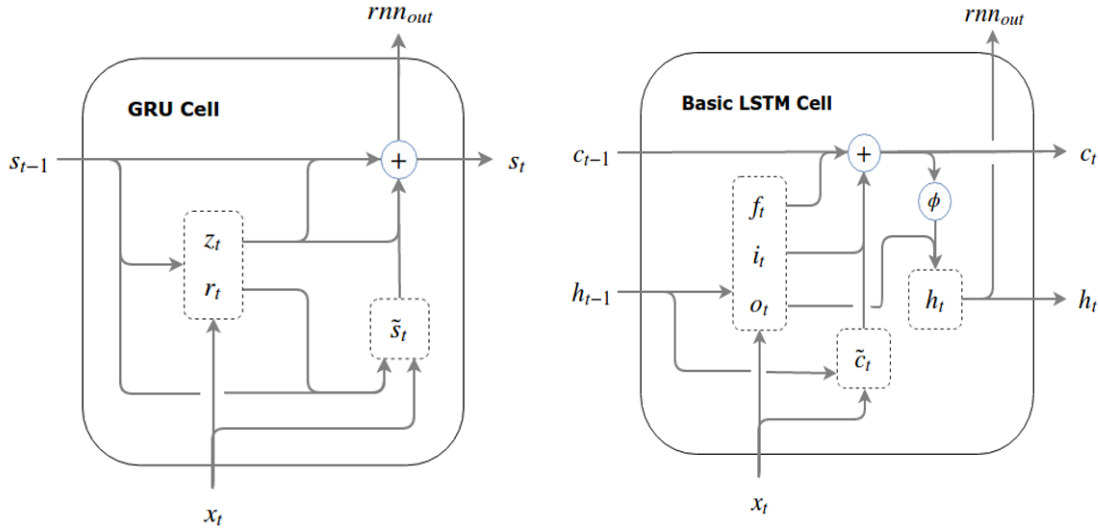 rnn_out
GRU Cell
s_{t−1}
+
s_t
z_t
r_t
s̃_t
x_t
rnn_out
Basic LSTM Cell
c_{t−1}
+
c_t
f_t
ϕ
i_t
h_{t−1}
o_t
h_t
h_t
c̃_t
x_t